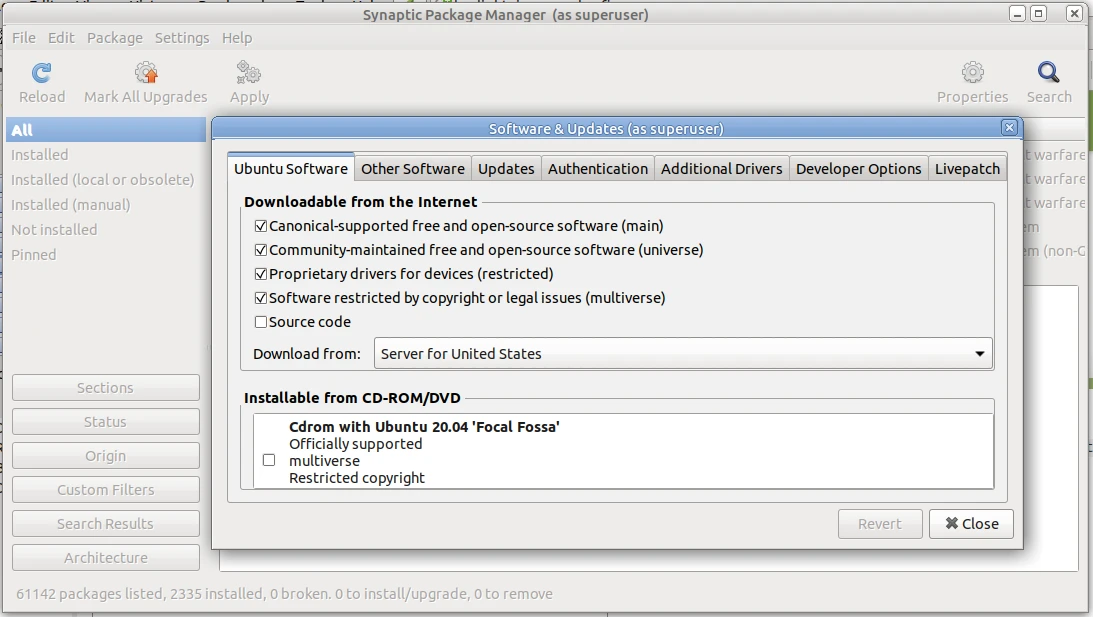 Synaptic Package Manager (as superuser)
File Edit Package Settings Help
Reload Mark All Upgrades Apply Properties Search
All
Installed
Installed (local or obsolete)
Installed (manual)
Not installed
Pinned
Sections
Status
Origin
Custom Filters
Search Results
Architecture
t warfare
t warfare
t warfare
em
em (non-G
Software & Updates (as superuser)
Ubuntu Software Other Software Updates Authentication Additional Drivers Developer Options Livepatch
Downloadable from the Internet
Canonical-supported free and open-source software (main)
Community-maintained free and open-source software (universe)
Proprietary drivers for devices (restricted)
Software restricted by copyright or legal issues (multiverse)
Source code
Download from: Server for United States
Installable from CD-ROM/DVD
Cdrom with Ubuntu 20.04 'Focal Fossa'
Officially supported
multiverse
Restricted copyright
Revert Close
61142 packages listed, 2335 installed, 0 broken. 0 to install/upgrade, 0 to remove